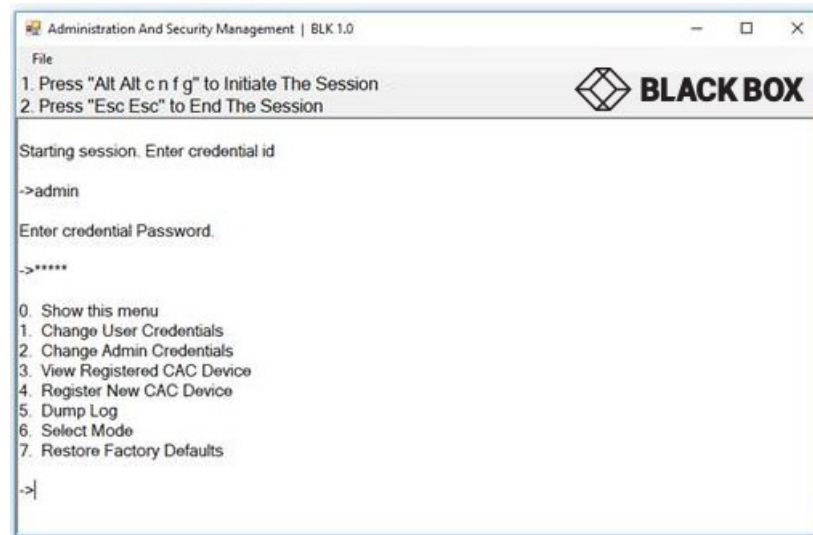 Administration And Security Management | BLK 1.0
File
1. Press "Alt Alt c n f g" to Initiate The Session
2. Press "Esc Esc" to End The Session
BLACK BOX
Starting session. Enter credential id
->admin
Enter credential Password.
->*****
0. Show this menu
1. Change User Credentials
2. Change Admin Credentials
3. View Registered CAC Device
4. Register New CAC Device
5. Dump Log
6. Select Mode
7. Restore Factory Defaults
->